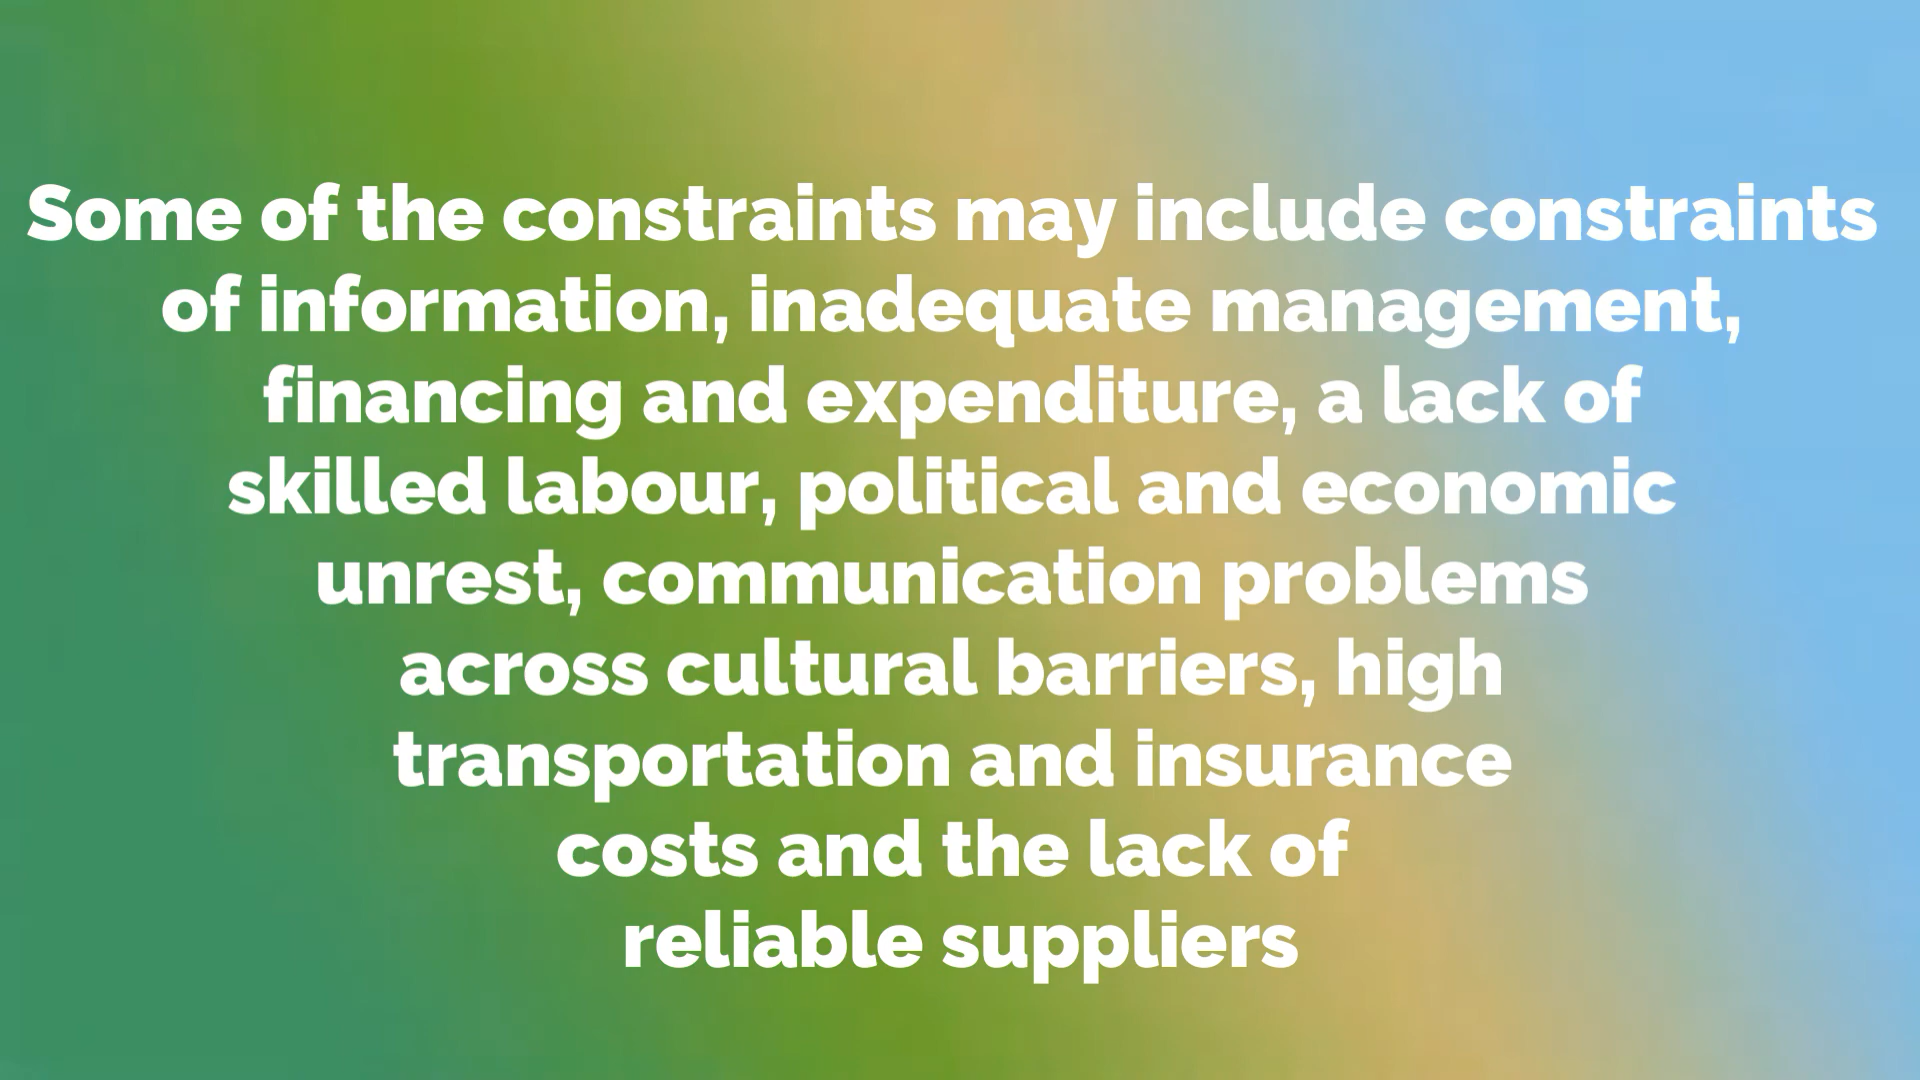 Some of the constraints may include constraints
of information, inadequate management,
financing and expenditure, a lack of
skilled labour, political and economic
unrest, communication problems
across cultural barriers, high
transportation and insurance
costs and the lack of
reliable suppliers